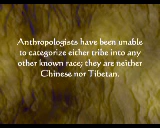 Anthropologists have been unable
to categorize either tribe into any
other known race; they are neither
Chinese nor Tibetan.